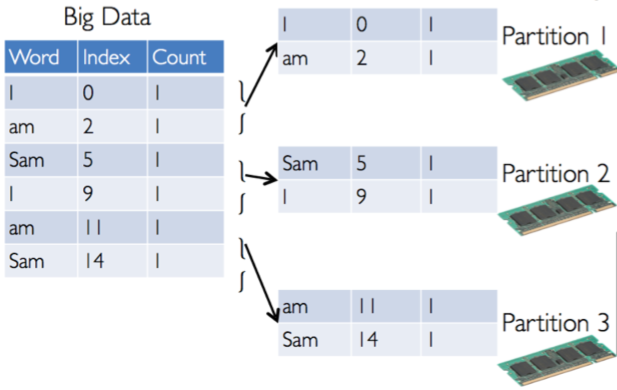 Big Data
Word Index Count
I 0 1
am 2 1
Sam 5 1
I 9 1
am 11 1
Sam 14 1
I 0 1
am 2 1
Partition 1
Sam 5 1
I 9 1
Partition 2
am 11 1
Sam 14 1
Partition 3